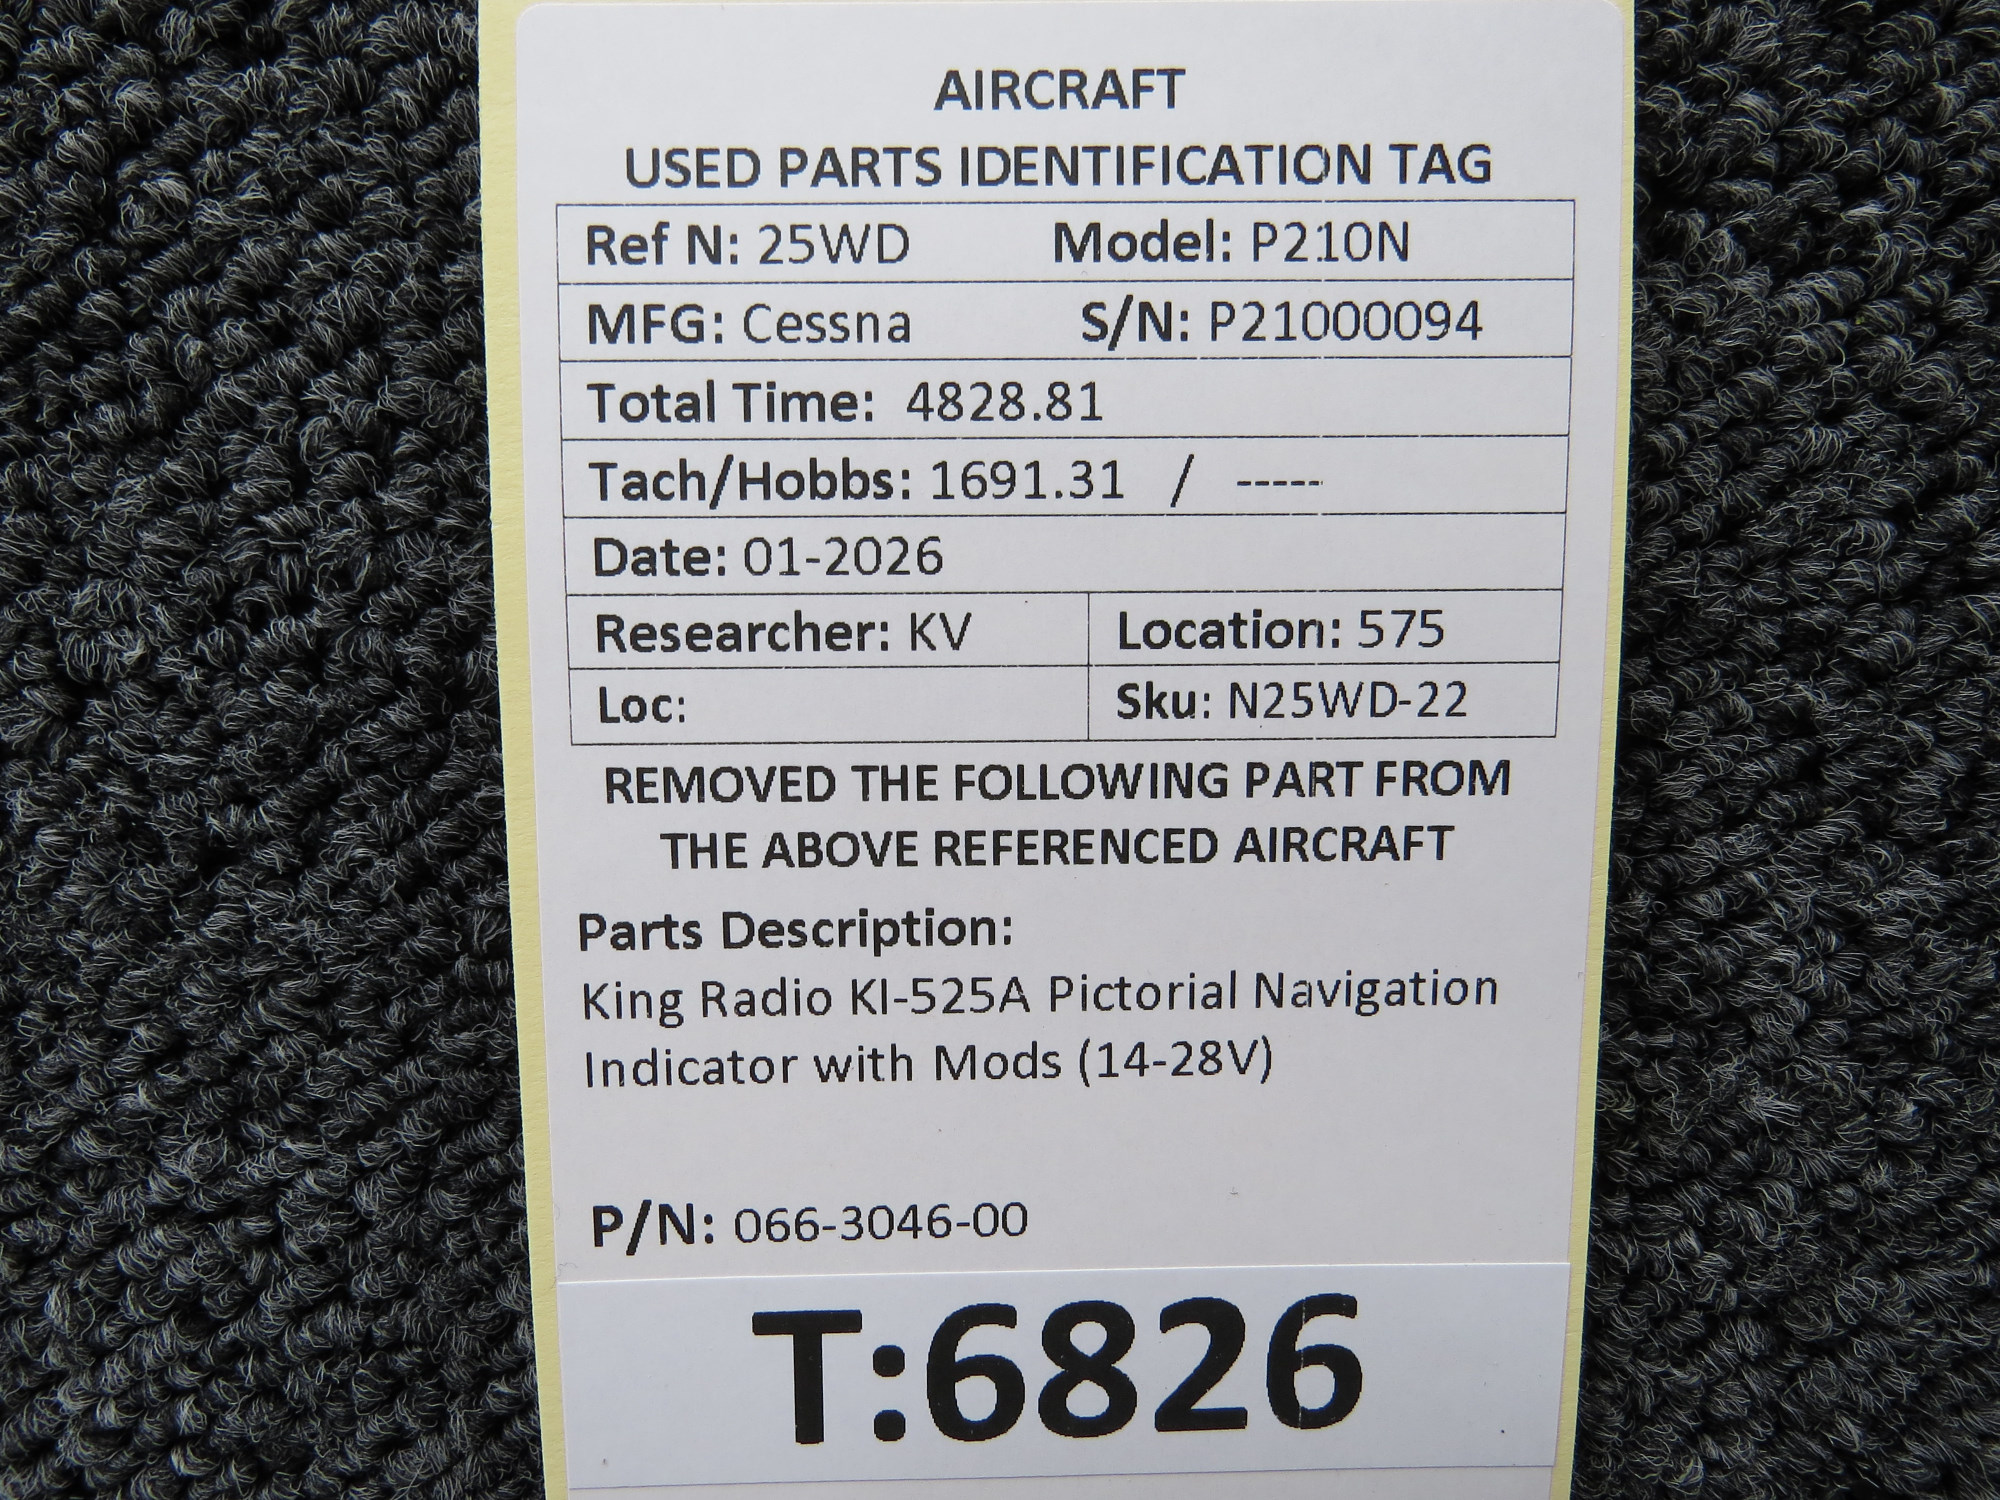 AIRCRAFT
USED PARTS IDENTIFICATION TAG
Ref N: 25WD Model: P210N
MFG: Cessna S/N: P21000094
Total Time: 4828.81
Tach/Hobbs: 1691.31 / -----
Date: 01-2026
Researcher: KV Location: 575
Loc: Sku: N25WD-22
REMOVED THE FOLLOWING PART FROM
THE ABOVE REFERENCED AIRCRAFT
Parts Description:
King Radio KI-525A Pictorial Navigation
Indicator with Mods (14-28V)
P/N: 066-3046-00
T:6826